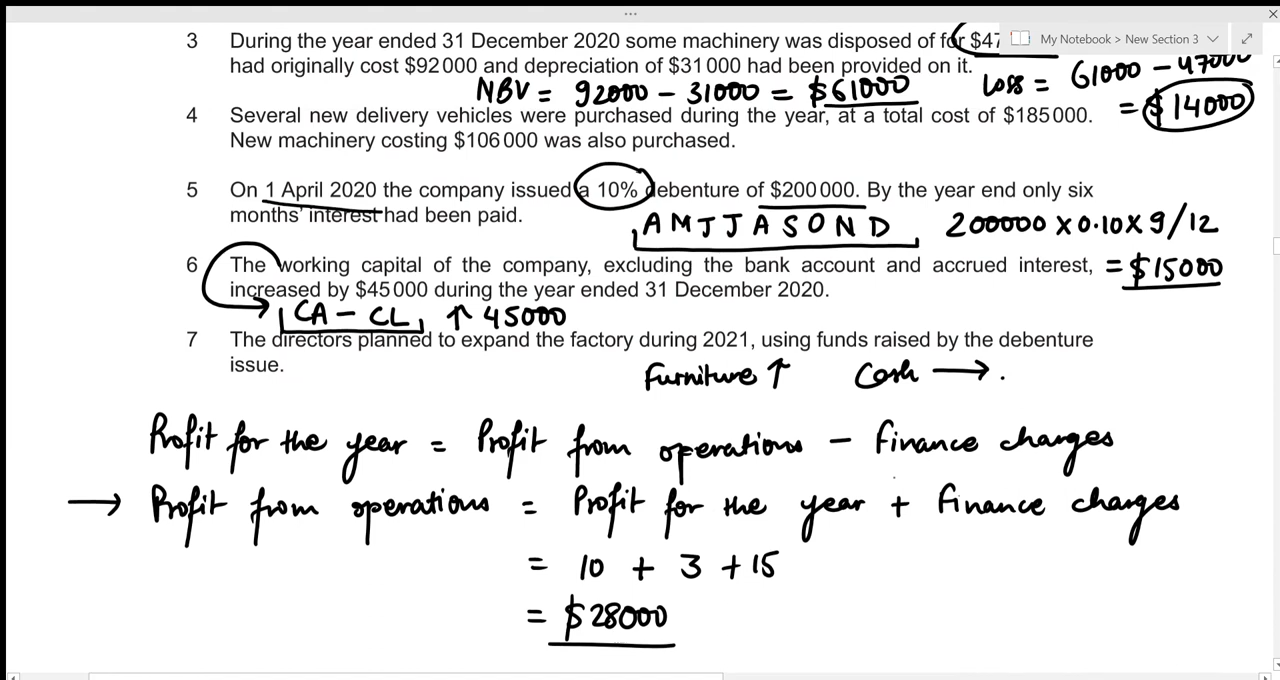 3 During the year ended 31 December 2020 some machinery was disposed of for $47
My Notebook > New Section 3
had originally cost $92000 and depreciation of $31000 had been provided on it.
NBV = 92000 - 31000 = $61000
Loss = 61000 - 47000
= $14000
4 Several new delivery vehicles were purchased during the year, at a total cost of $185000.
New machinery costing $106000 was also purchased.
5 On 1 April 2020 the company issued a 10% debenture of $200000. By the year end only six
months' interest had been paid.
A M J J A S O N D 200000 x 0.10 x 9/12
= $15000
6 The working capital of the company, excluding the bank account and accrued interest,
increased by $45000 during the year ended 31 December 2020.
CA - CL ↑ 45000
7 The directors planned to expand the factory during 2021, using funds raised by the debenture
issue.
Furniture ↑ Cash → .
Profit for the year = Profit from operations - Finance charges
→ Profit from operations = Profit for the year + Finance charges
= 10 + 3 + 15
= $28000